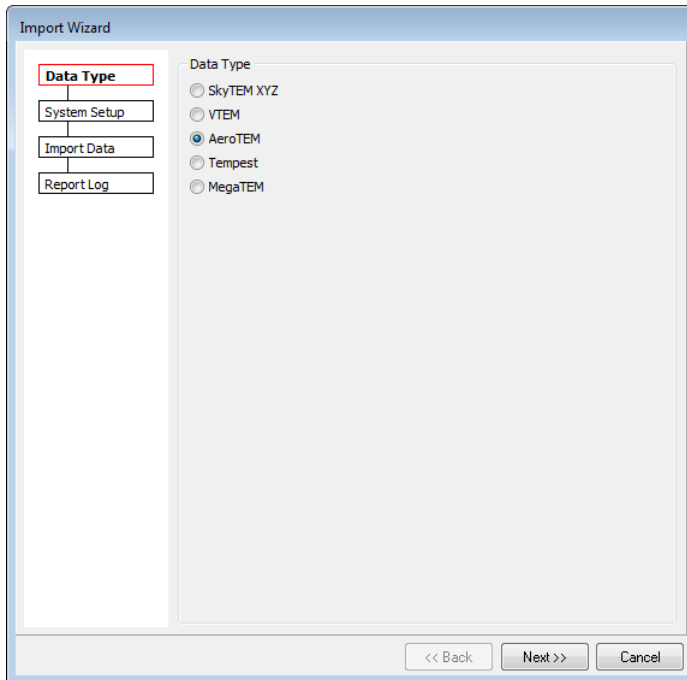 Import Wizard
Data Type
System Setup
Import Data
Report Log
Data Type
SkyTEM XYZ
VTEM
AeroTEM
Tempest
MegaTEM
<< Back
Next >>
Cancel